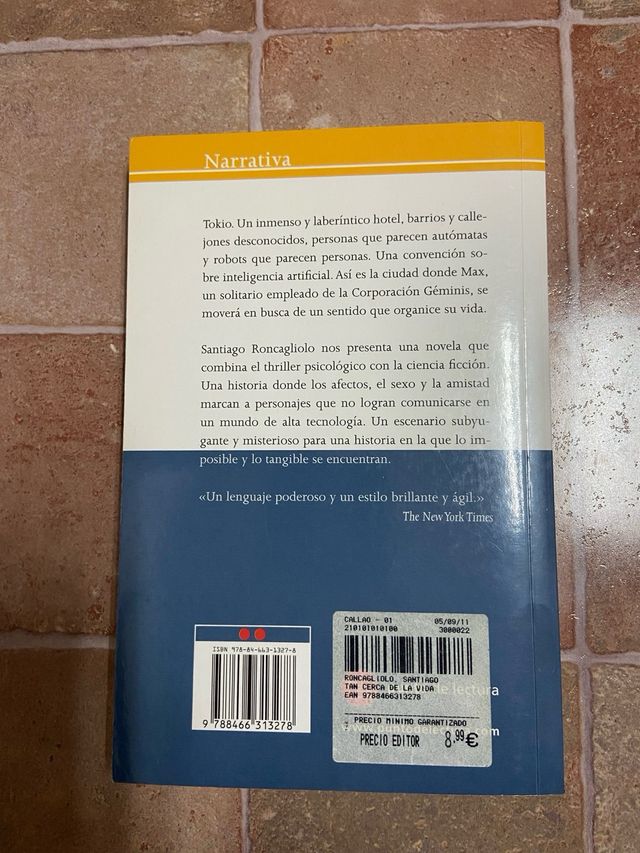 Narrativa
Tokio. Un inmenso y laberíntico hotel, barrios y calle-
jones desconocidos, personas que parecen autómatas
y robots que parecen personas. Una convención so-
bre inteligencia artificial. Así es la ciudad donde Max,
un solitario empleado de la Corporación Géminis, se
moverá en busca de un sentido que organice su vida.
Santiago Roncagliolo nos presenta una novela que
combina el thriller psicológico con la ciencia ficción.
Una historia donde los afectos, el sexo y la amistad
marcan a personajes que no logran comunicarse en
un mundo de alta tecnología. Un escenario subyu-
gante y misterioso para una historia en la que lo im-
posible y lo tangible se encuentran.
«Un lenguaje poderoso y un estilo brillante y ágil.»
The New York Times
ISBN 978-84-663-1327-8
9 788466 313278
CALLAO - 01 05/09/11
210101010100 3000022
RONCAGLIOLO, SANTIAGO
TAN CERCA DE LA VIDA
de lectura
EAN 9788466313278
PRECIO MINIMO GARANTIZADO
PRECIO EDITOR 8,99€